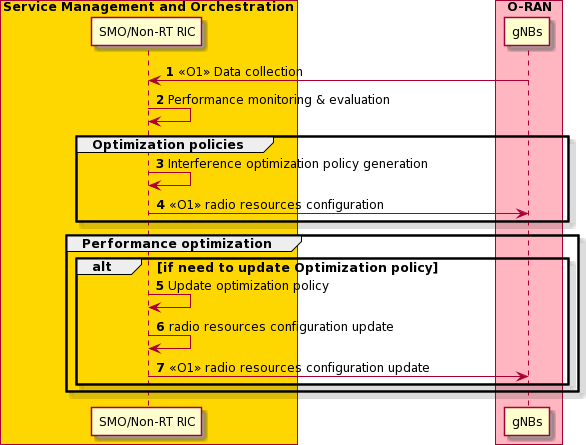 Service Management and Orchestration
O-RAN
SMO/Non-RT RIC
gNBs
1 «O1» Data collection
2 Performance monitoring & evaluation
Optimization policies
3 Interference optimization policy generation
4 «O1» radio resources configuration
Performance optimization
alt [if need to update Optimization policy]
5 Update optimization policy
6 radio resources configuration update
7 «O1» radio resources configuration update
SMO/Non-RT RIC
gNBs